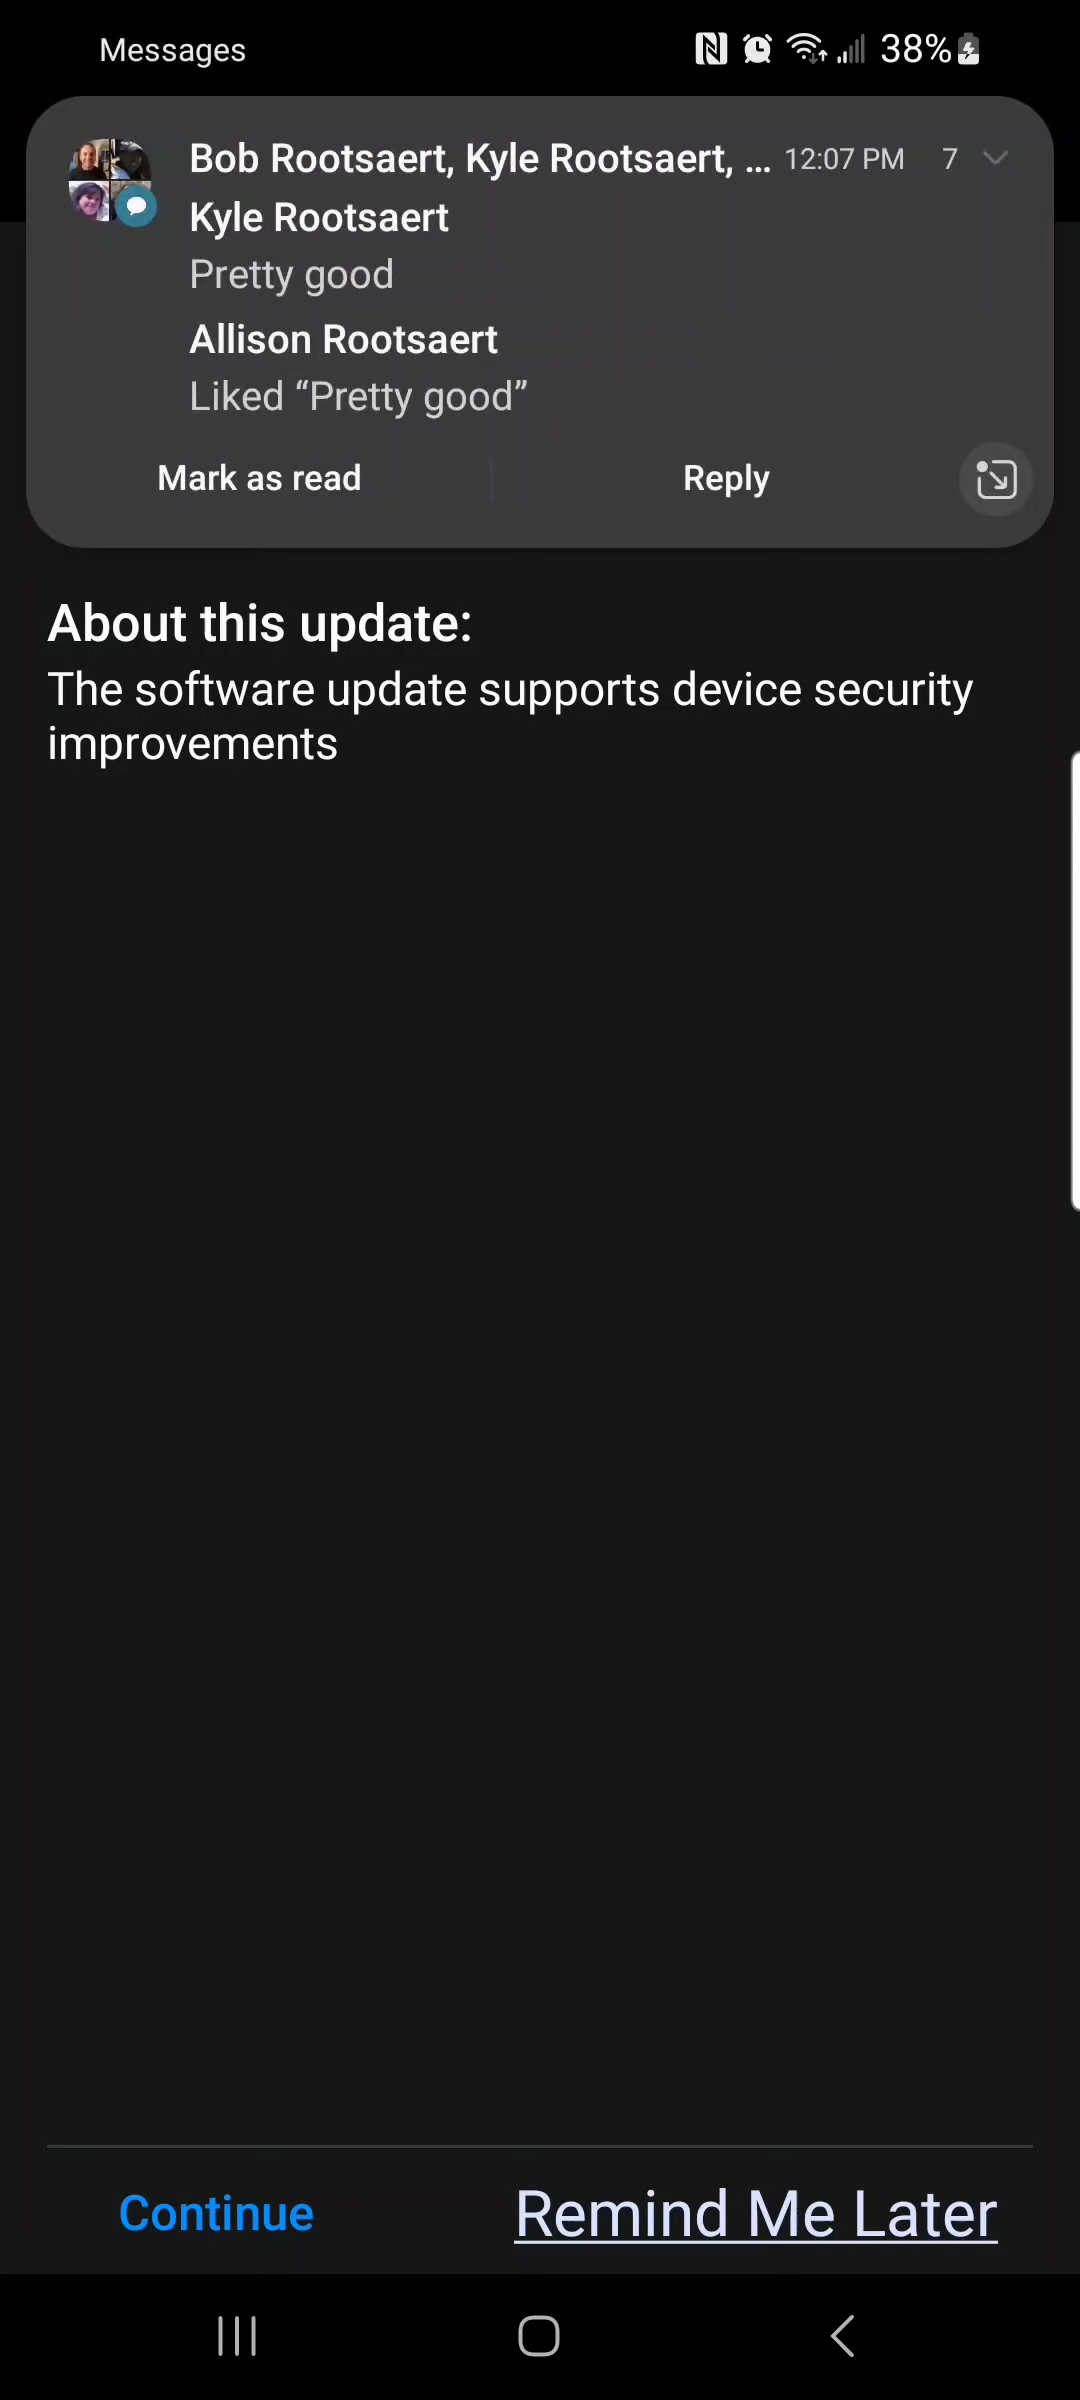 Messages 38%
Bob Rootsaert, Kyle Rootsaert, ... 12:07 PM 7
Kyle Rootsaert
Pretty good
Allison Rootsaert
Liked “Pretty good”
Mark as read Reply
About this update:
The software update supports device security
improvements
Continue Remind Me Later